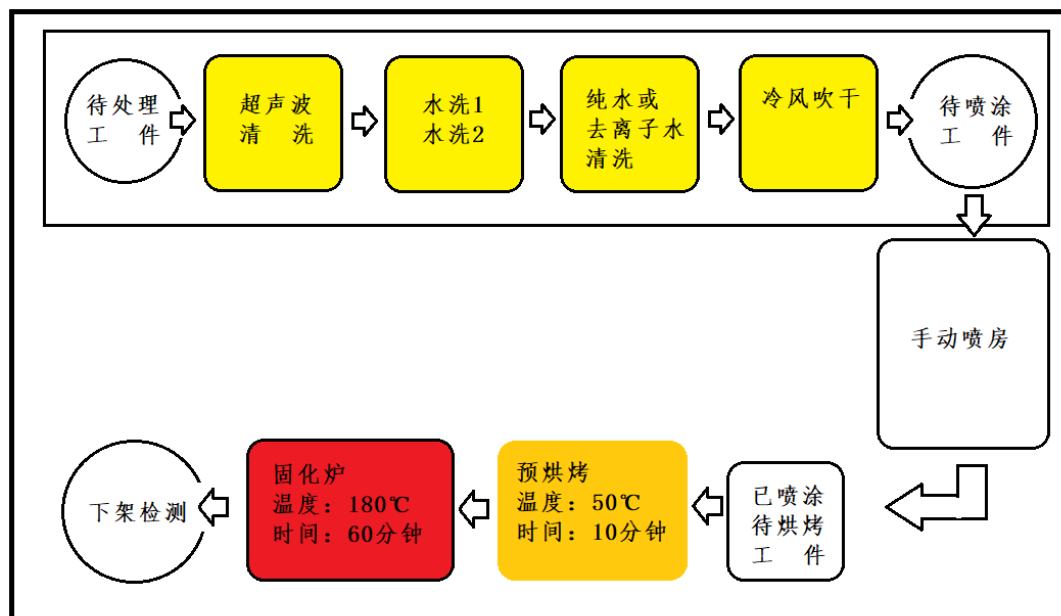 待处理
工 件
超声波
清 洗
水洗1
水洗2
纯水或
去离子水
清洗
冷风吹干
待喷涂
工 件
手动喷房
已喷涂
待烘烤
工 件
预烘烤
温度：50℃
时间：10分钟
固化炉
温度：180℃
时间：60分钟
下架检测